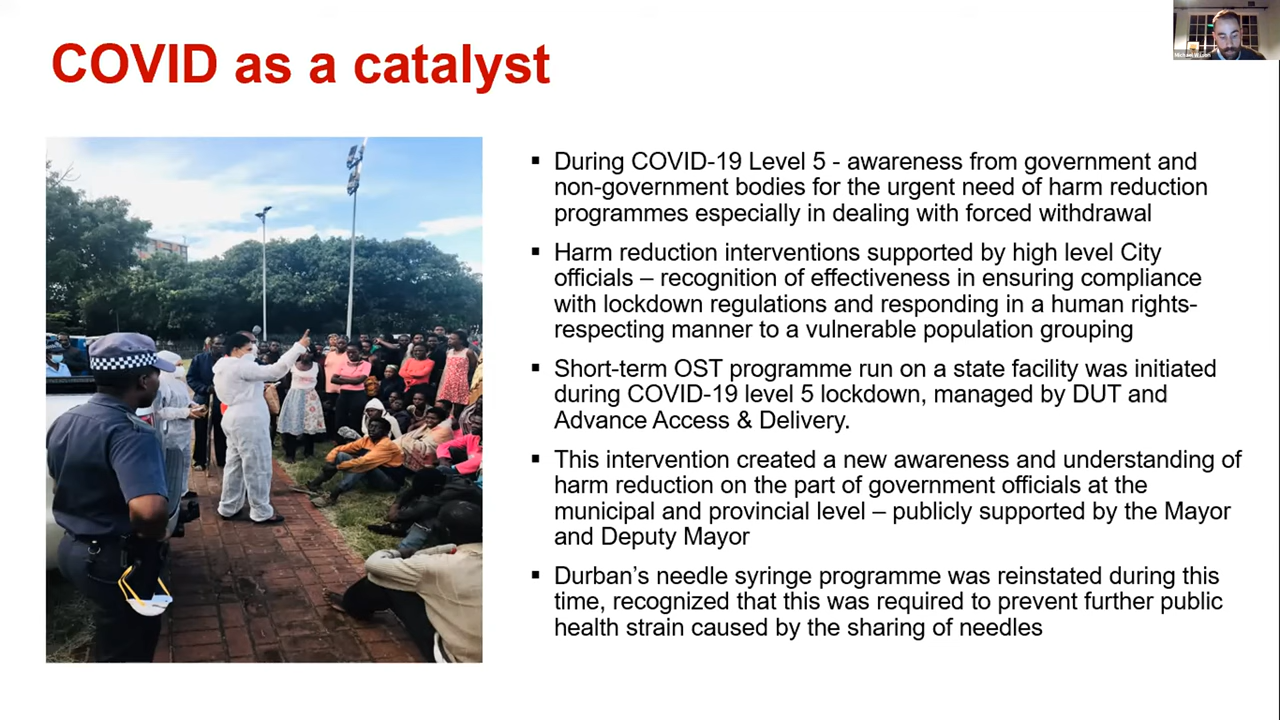 COVID as a catalyst
▪ During COVID-19 Level 5 - awareness from government and
non-government bodies for the urgent need of harm reduction
programmes especially in dealing with forced withdrawal
▪ Harm reduction interventions supported by high level City
officials – recognition of effectiveness in ensuring compliance
with lockdown regulations and responding in a human rights-
respecting manner to a vulnerable population grouping
▪ Short-term OST programme run on a state facility was initiated
during COVID-19 level 5 lockdown, managed by DUT and
Advance Access & Delivery.
▪ This intervention created a new awareness and understanding of
harm reduction on the part of government officials at the
municipal and provincial level – publicly supported by the Mayor
and Deputy Mayor
▪ Durban’s needle syringe programme was reinstated during this
time, recognized that this was required to prevent further public
health strain caused by the sharing of needles